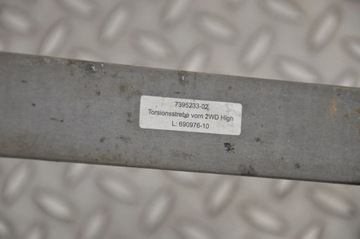 7395233-02
Torsionsstrebe vorn 2WD High
L: 690976-10